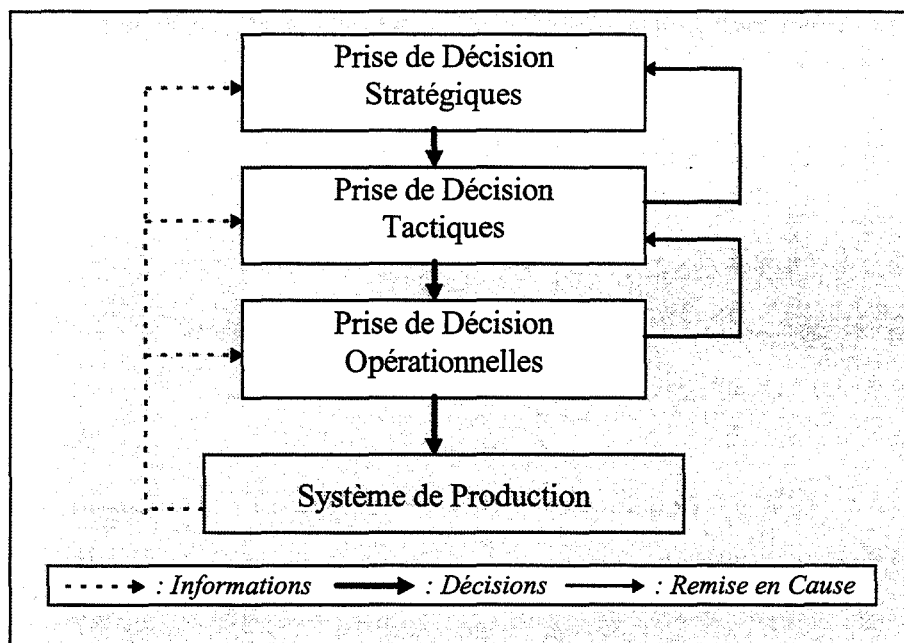 Prise de Décision
Stratégiques
Prise de Décision
Tactiques
Prise de Décision
Opérationnelles
Système de Production
: Informations : Décisions : Remise en Cause